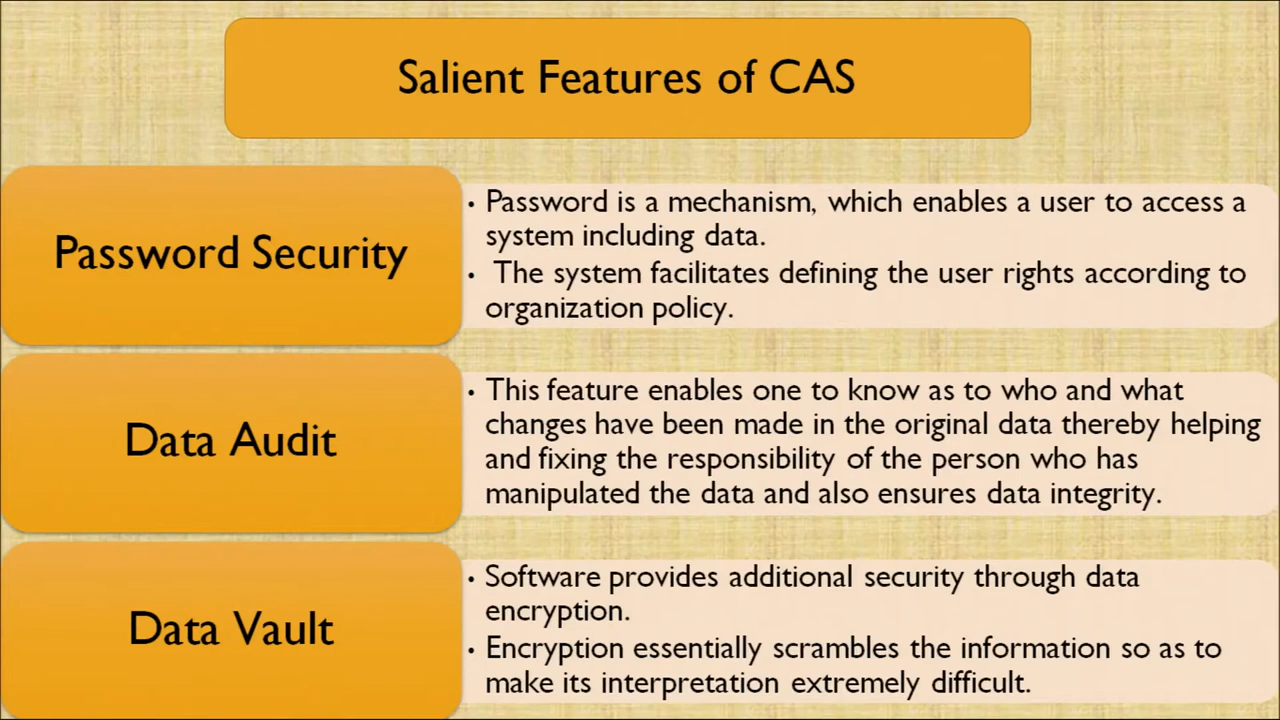 Salient Features of CAS
Password Security
• Password is a mechanism, which enables a user to access a
system including data.
• The system facilitates defining the user rights according to
organization policy.
Data Audit
• This feature enables one to know as to who and what
changes have been made in the original data thereby helping
and fixing the responsibility of the person who has
manipulated the data and also ensures data integrity.
Data Vault
• Software provides additional security through data
encryption.
• Encryption essentially scrambles the information so as to
make its interpretation extremely difficult.